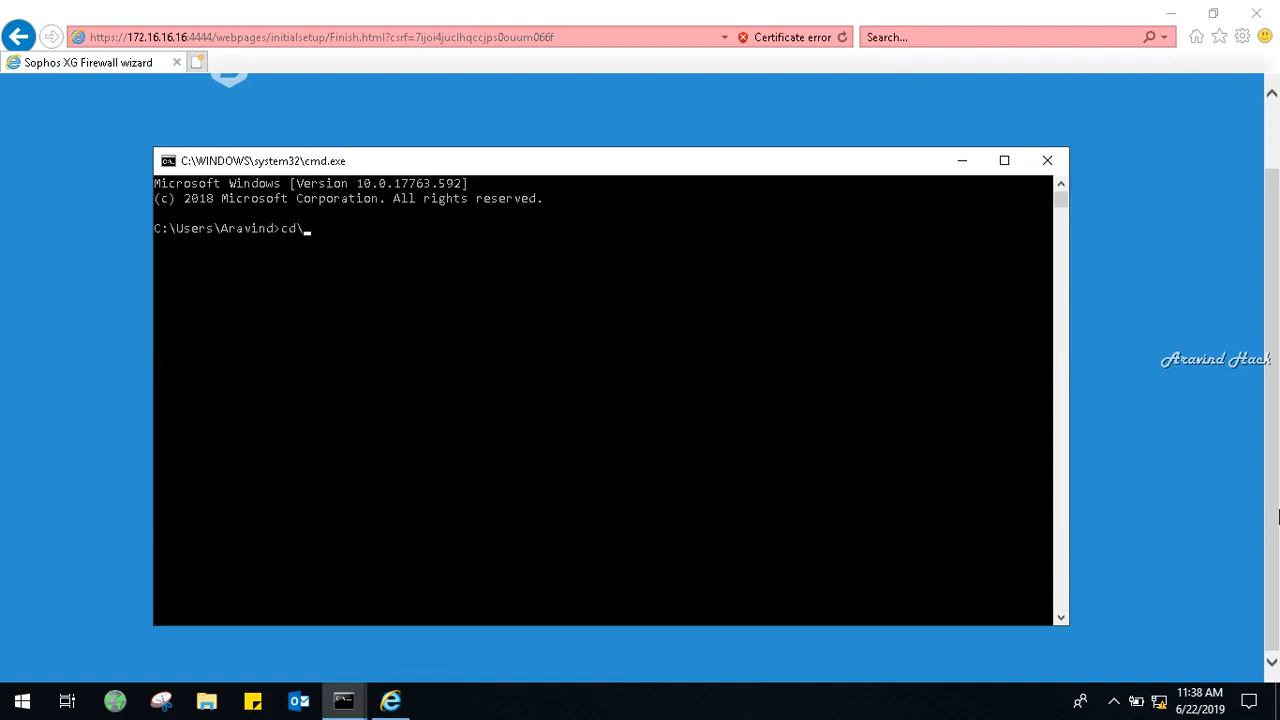 https://172.16.16.16:4444/webpages/initialsetup/Finish.html?csrf=7ijoi4juclhqccjps0ouum066f
Certificate error
Search...
Sophos XG Firewall wizard
C:\WINDOWS\system32\cmd.exe
Microsoft Windows [Version 10.0.17763.592]
(c) 2018 Microsoft Corporation. All rights reserved.
C:\Users\Aravind>cd\
Aravind Hack
11:38 AM
6/22/2019